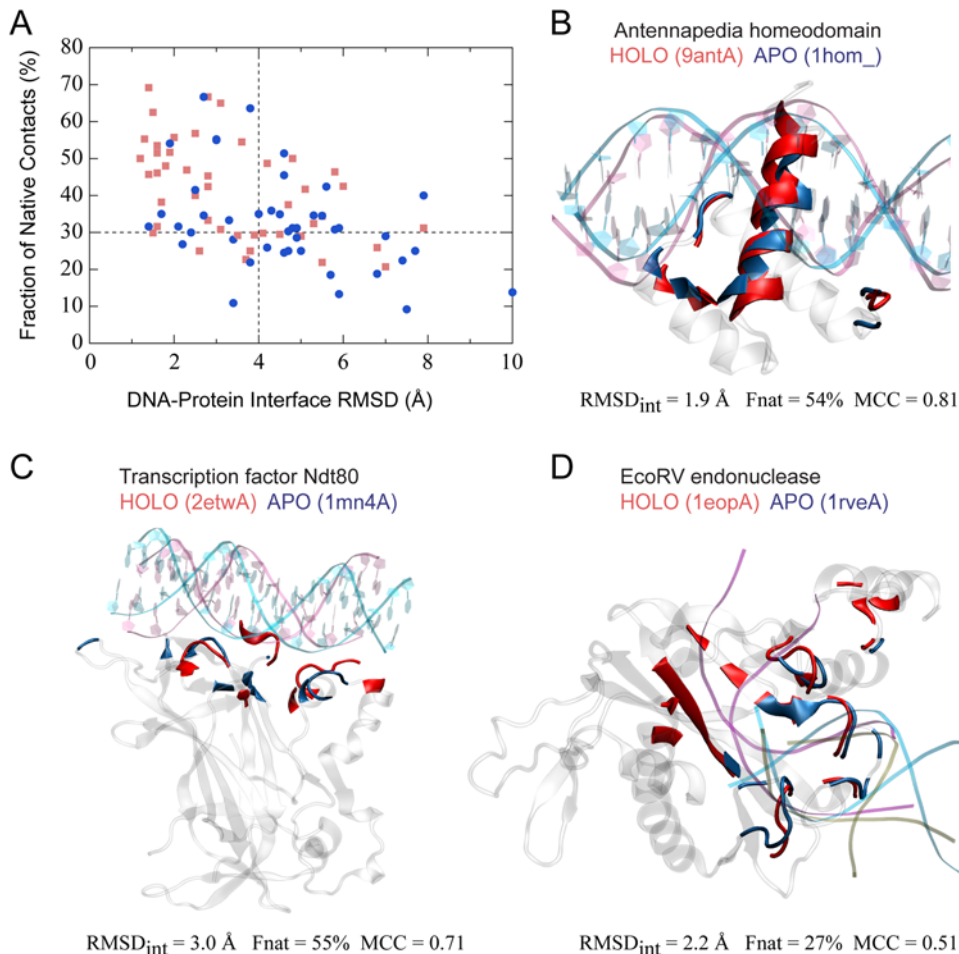 A
Fraction of Native Contacts (%)
80
70
60
50
40
30
20
10
0
0 2 4 6 8 10
DNA-Protein Interface RMSD (Å)
B
Antennapedia homeodomain
HOLO (9antA) APO (1hom_)
RMSDint = 1.9 Å Fnat = 54% MCC = 0.81
C
Transcription factor Ndt80
HOLO (2etwA) APO (1mn4A)
RMSDint = 3.0 Å Fnat = 55% MCC = 0.71
D
EcoRV endonuclease
HOLO (1eopA) APO (1rveA)
RMSDint = 2.2 Å Fnat = 27% MCC = 0.51